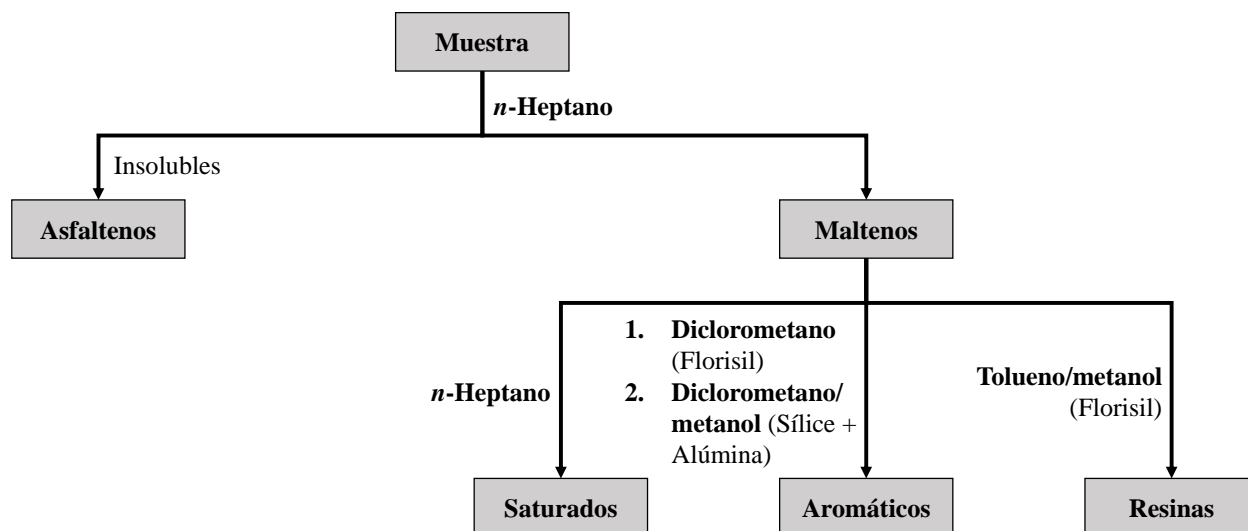 Muestra
n-Heptano
Insolubles
Asfaltenos
Maltenos
n-Heptano
1. Diclorometano
(Florisil)
2. Diclorometano/
metanol (Sílice +
Alúmina)
Tolueno/metanol
(Florisil)
Saturados
Aromáticos
Resinas